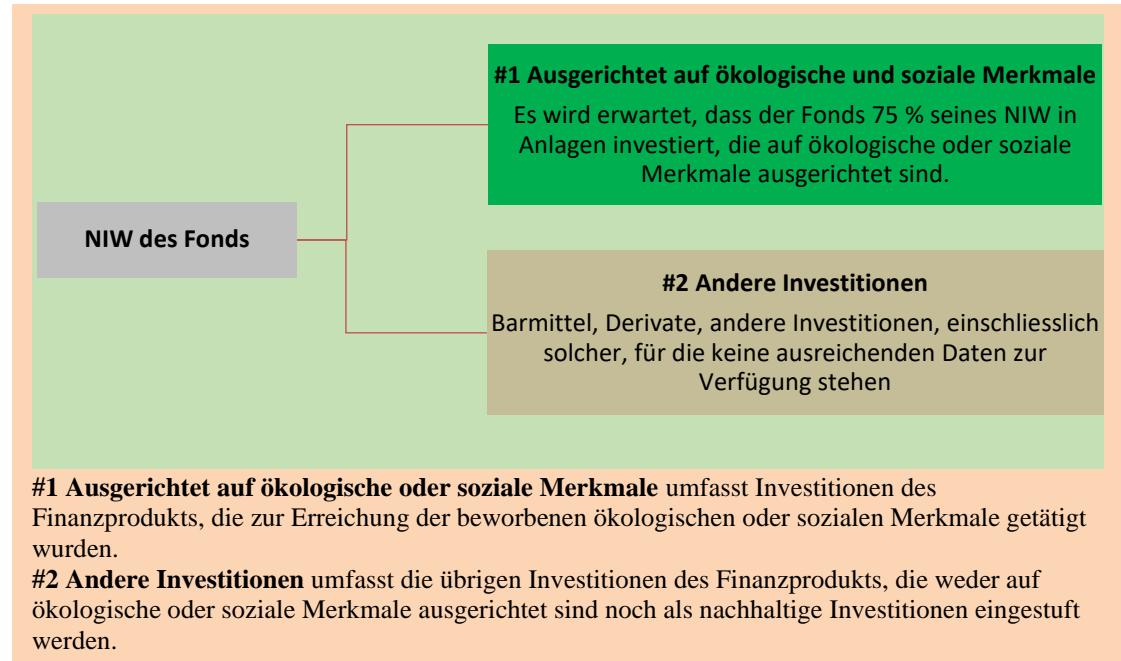 #1 Ausgerichtet auf ökologische und soziale Merkmale
Es wird erwartet, dass der Fonds 75 % seines NIW in
Anlagen investiert, die auf ökologische oder soziale
Merkmale ausgerichtet sind.
NIW des Fonds
#2 Andere Investitionen
Barmittel, Derivate, andere Investitionen, einschliesslich
solcher, für die keine ausreichenden Daten zur
Verfügung stehen
#1 Ausgerichtet auf ökologische oder soziale Merkmale umfasst Investitionen des
Finanzprodukts, die zur Erreichung der beworbenen ökologischen oder sozialen Merkmale getätigt
wurden.
#2 Andere Investitionen umfasst die übrigen Investitionen des Finanzprodukts, die weder auf
ökologische oder soziale Merkmale ausgerichtet sind noch als nachhaltige Investitionen eingestuft
werden.